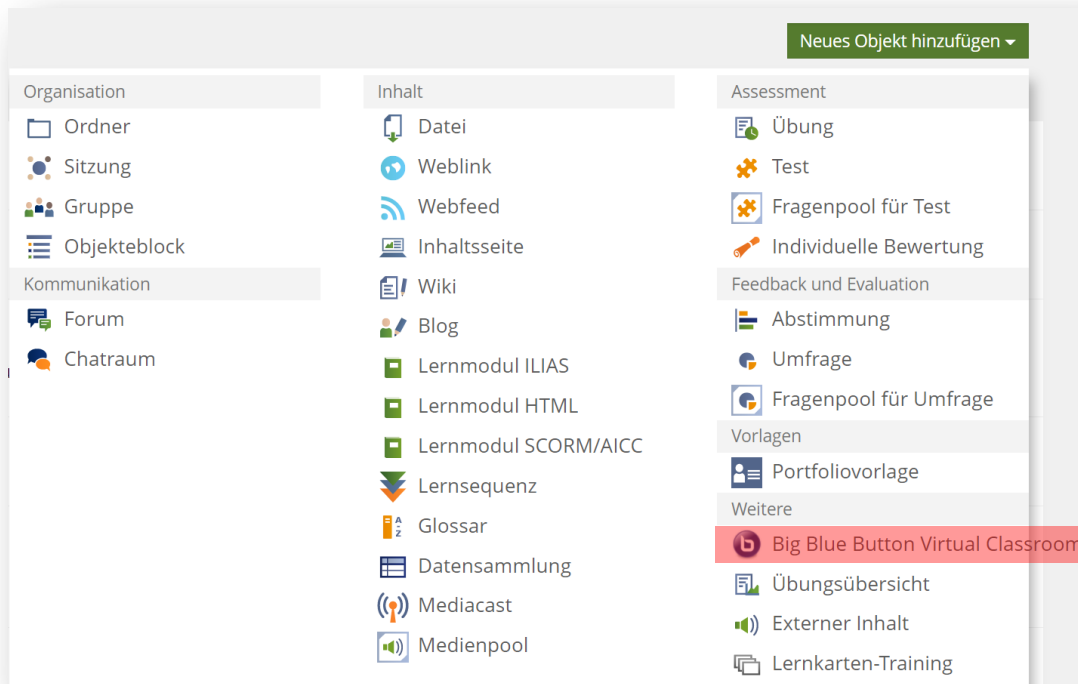 Neues Objekt hinzufügen
Organisation
Ordner
Sitzung
Gruppe
Objekteblock
Kommunikation
Forum
Chatraum
Inhalt
Datei
Weblink
Webfeed
Inhaltsseite
Wiki
Blog
Lernmodul ILIAS
Lernmodul HTML
Lernmodul SCORM/AICC
Lernsequenz
Glossar
Datensammlung
Mediacast
Medienpool
Assessment
Übung
Test
Fragenpool für Test
Individuelle Bewertung
Feedback und Evaluation
Abstimmung
Umfrage
Fragenpool für Umfrage
Vorlagen
Portfoliovorlage
Weitere
Big Blue Button Virtual Classroom
Übungsübersicht
Externer Inhalt
Lernkarten-Training